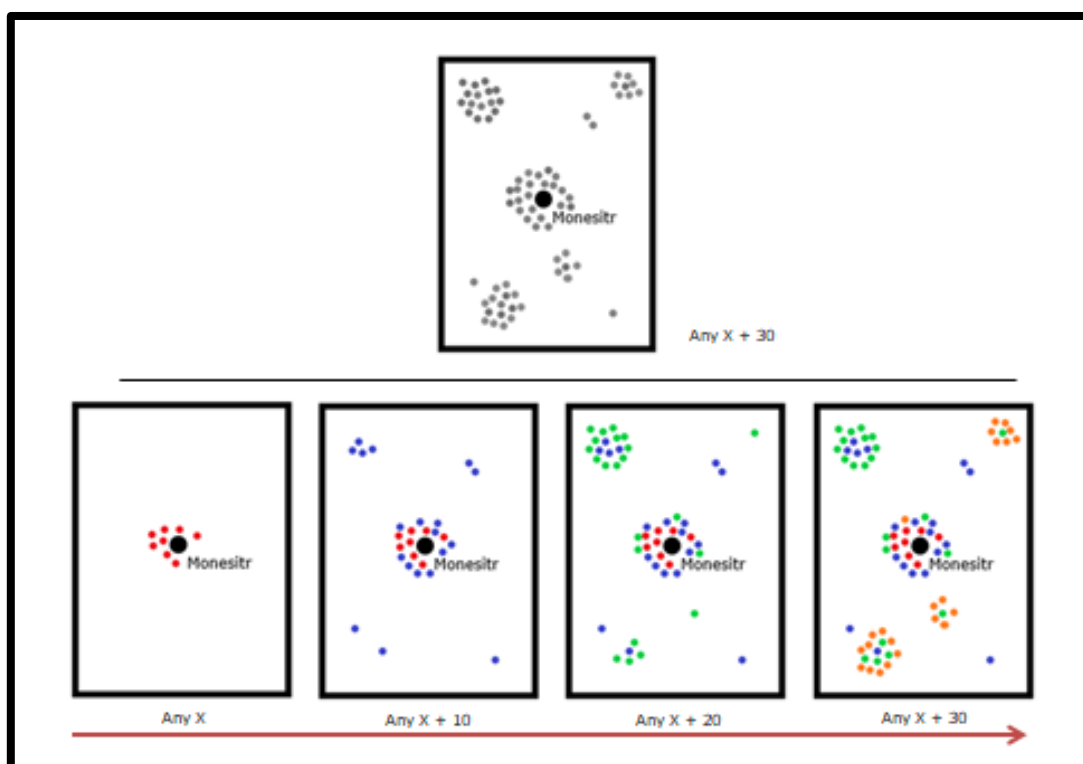 Monesitr
Any X + 30
Monesitr
Monesitr
Monesitr
Monesitr
Any X
Any X + 10
Any X + 20
Any X + 30